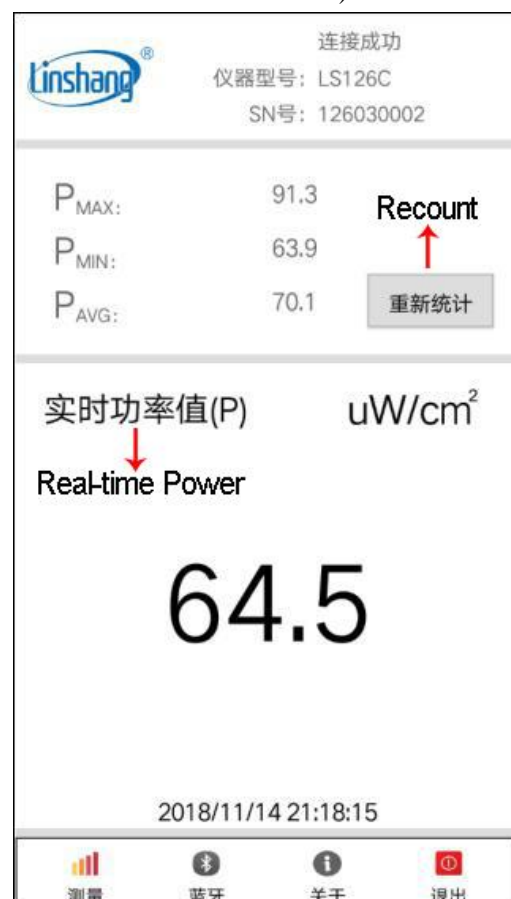 连接成功
Linshang®
仪器型号: LS126C
SN号: 126030002
PMAX: 91.3
Recount
PMIN: 63.9
PAVG: 70.1
重新统计
实时功率值(P) uW/cm²
Real-time Power
64.5
2018/11/14 21:18:15
测量 蓝牙 关于 退出